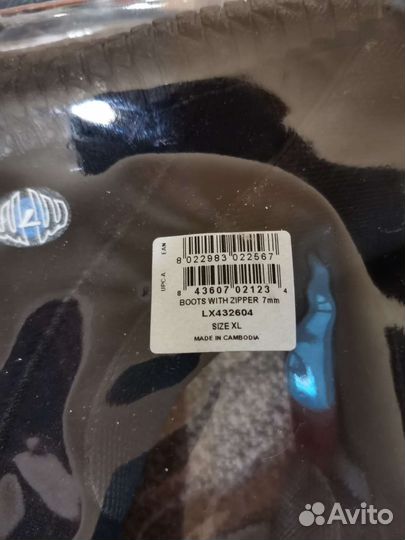 EAN
8 022983 022567
UPC-A
8 43607 02123 4
BOOTS WITH ZIPPER 7mm
LX432604
SIZE XL
MADE IN CAMBODIA
Avito